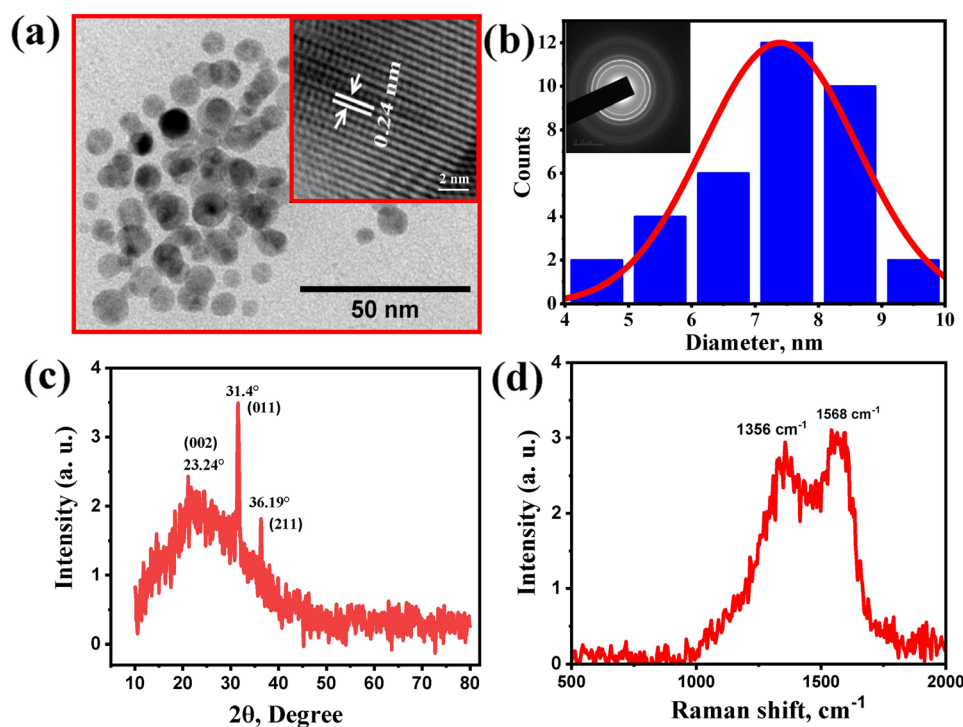 (a)
0.24 nm
2 nm
50 nm
(b)
12
10
8
6
4
2
0
Counts
4 5 6 7 8 9 10
Diameter, nm
(c)
4
3
2
1
0
Intensity (a. u.)
31.4°
(011)
(002)
23.24°
36.19°
(211)
10 20 30 40 50 60 70 80
2θ, Degree
(d)
4
3
2
1
0
Intensity (a. u.)
1356 cm⁻¹
1568 cm⁻¹
500 1000 1500 2000
Raman shift, cm⁻¹